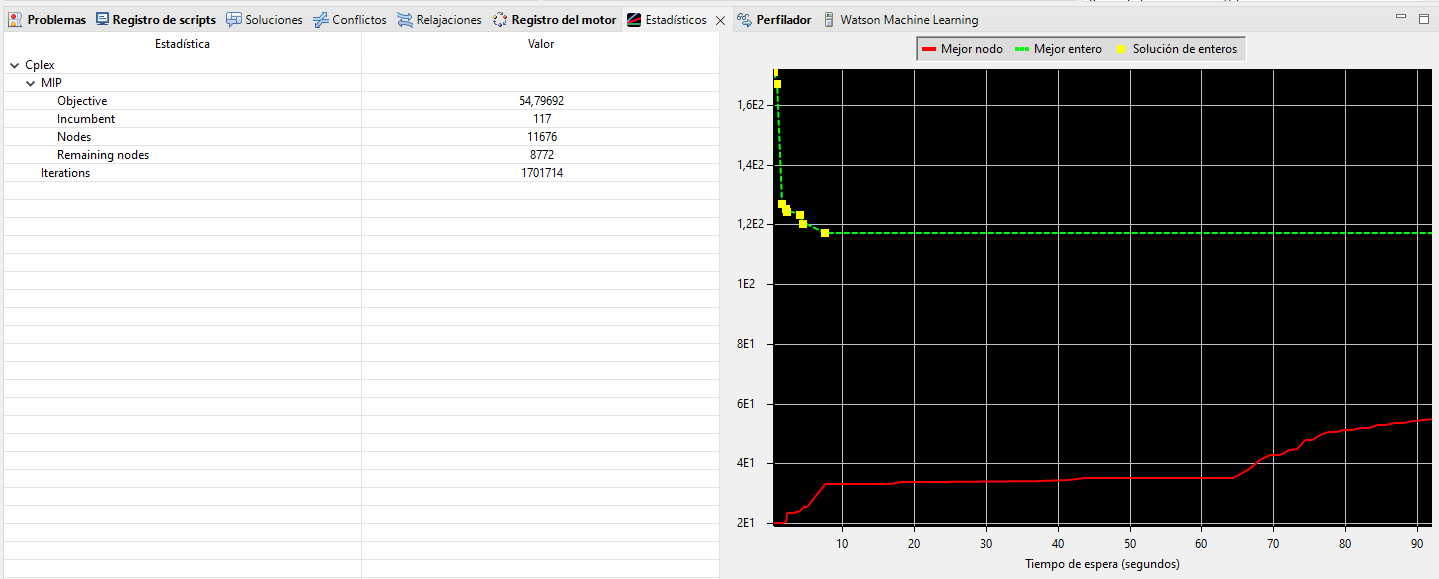 Problemas Registro de scripts Soluciones Conflictos Relajaciones Registro del motor Estadísticos Perfilador Watson Machine Learning
Estadística Valor
Cplex
MIP
Objective 54,79692
Incumbent 117
Nodes 11676
Remaining nodes 8772
Iterations 1701714
Mejor nodo Mejor entero Solución de enteros
1,6E2
1,4E2
1,2E2
1E2
8E1
6E1
4E1
2E1
10 20 30 40 50 60 70 80 90
Tiempo de espera (segundos)